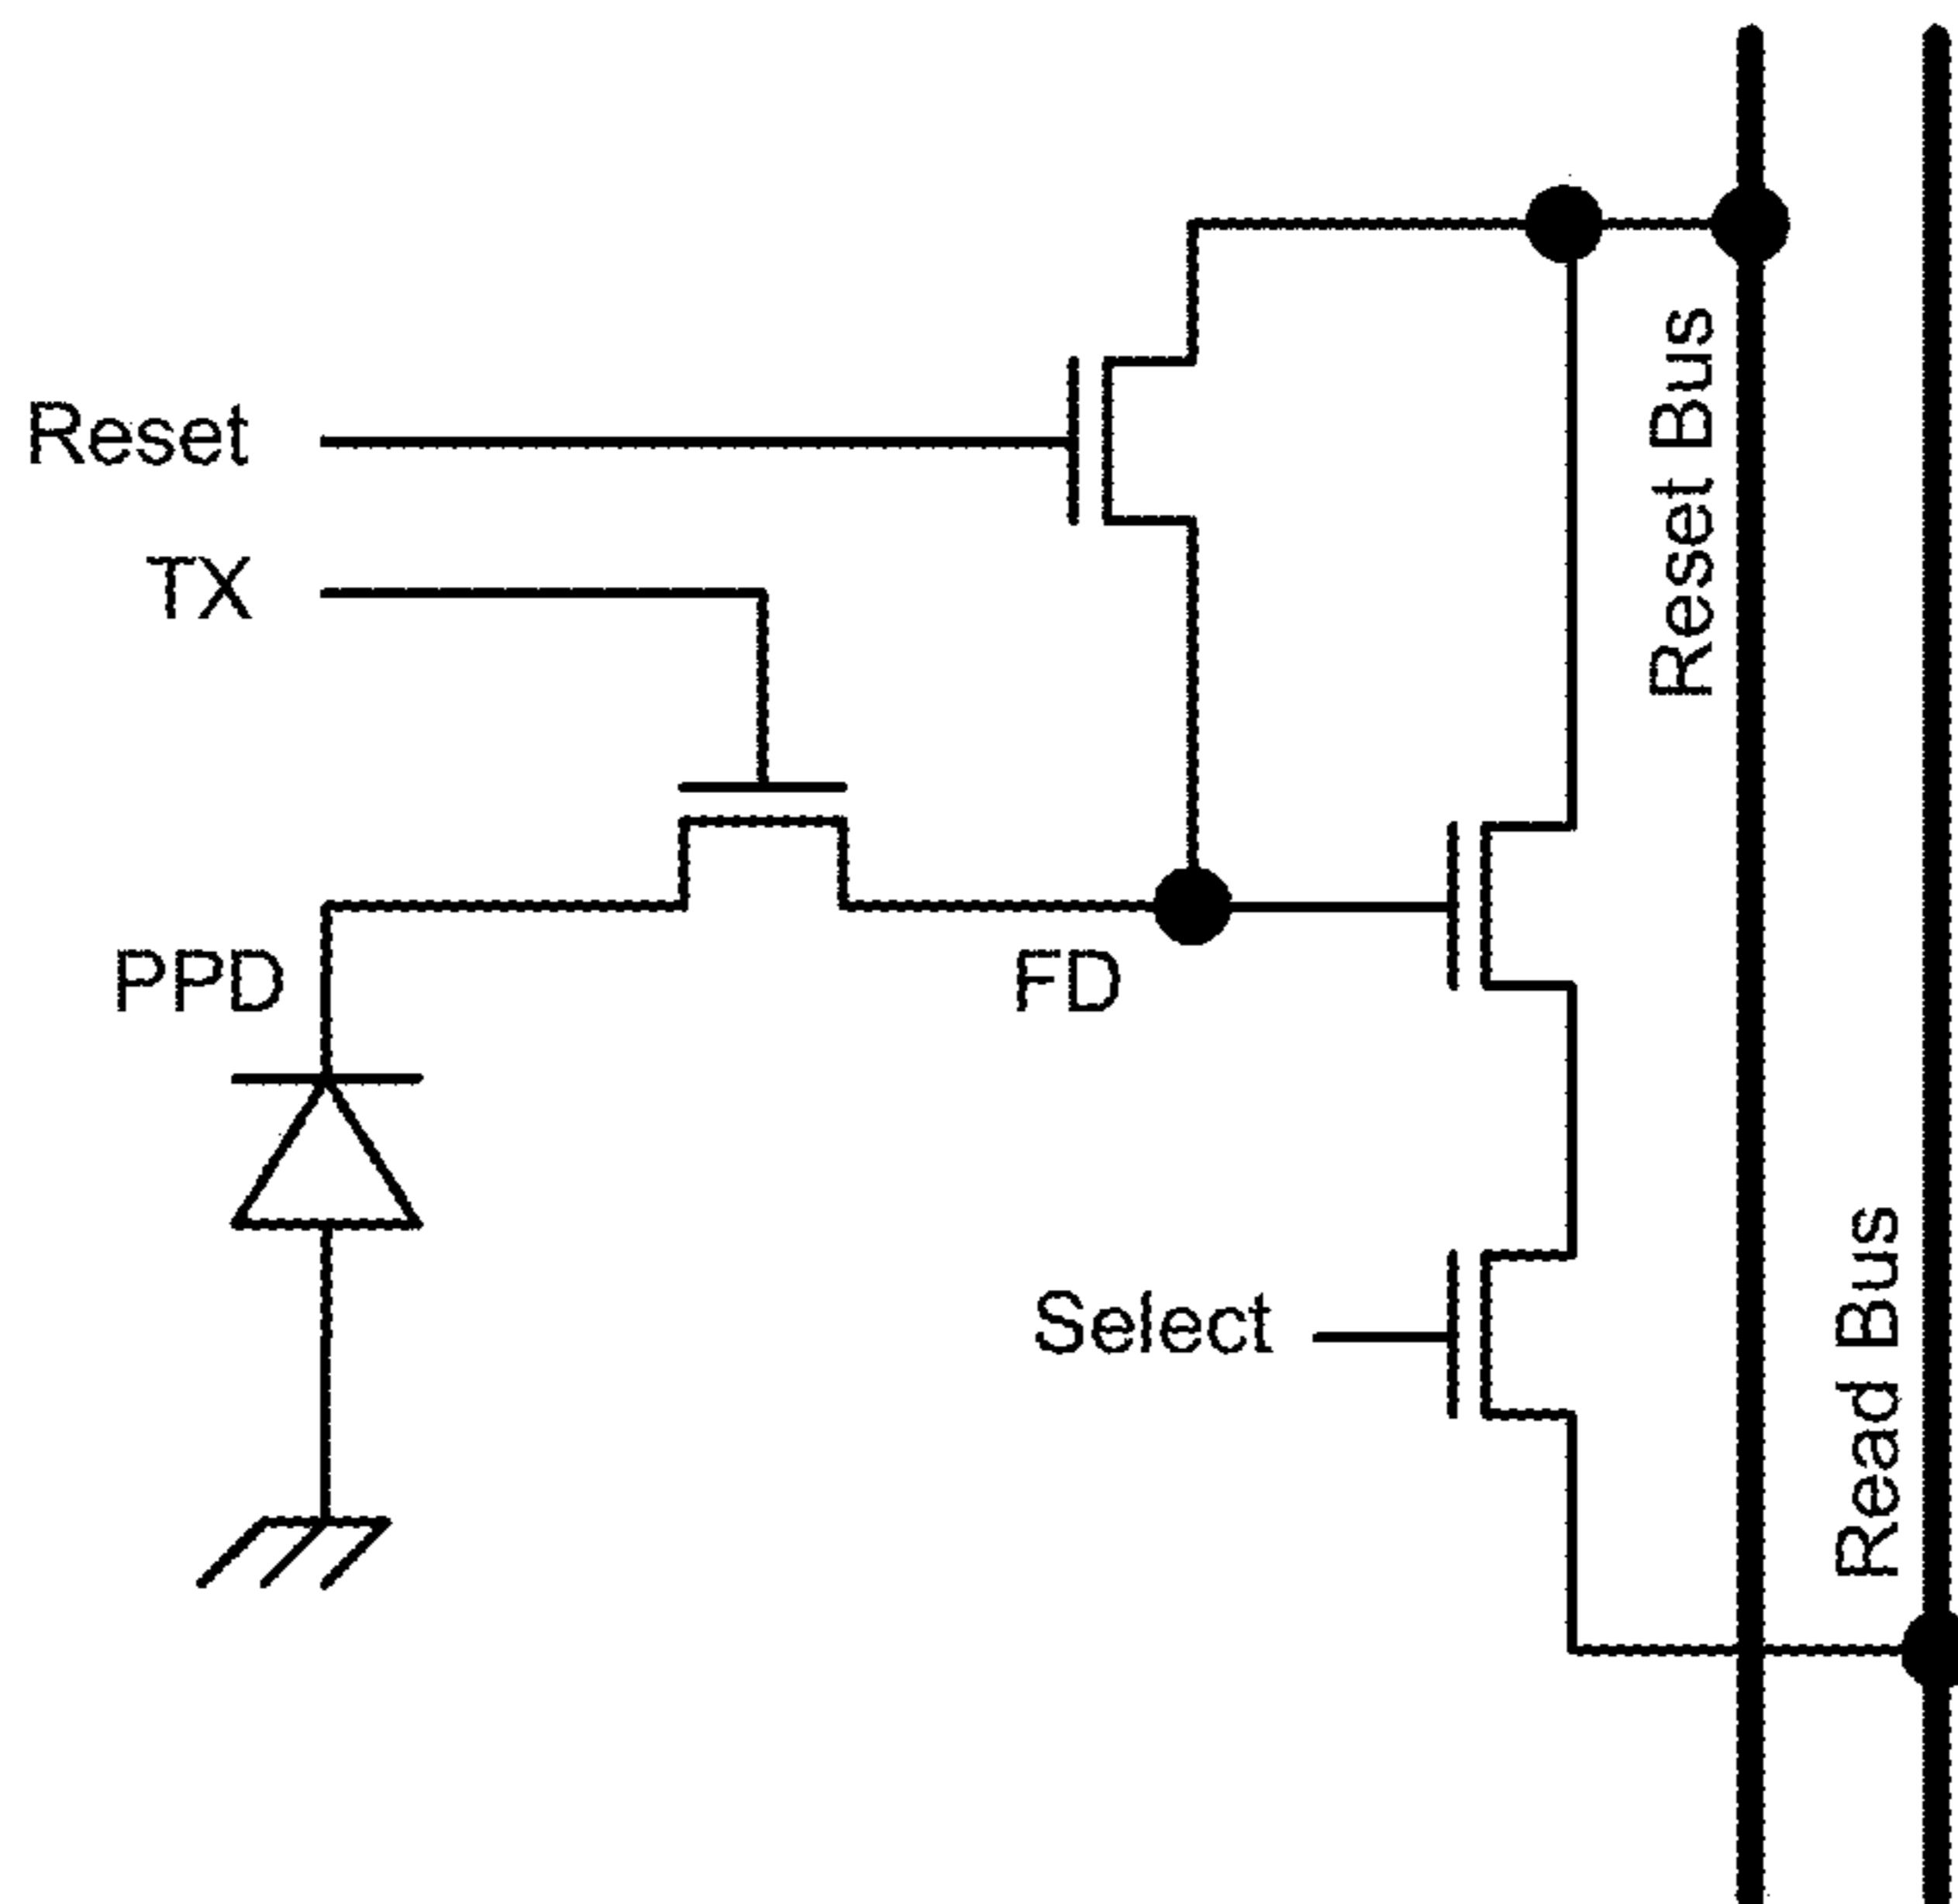 Reset
TX
PPD
FD
Select
Reset Bus
Read Bus